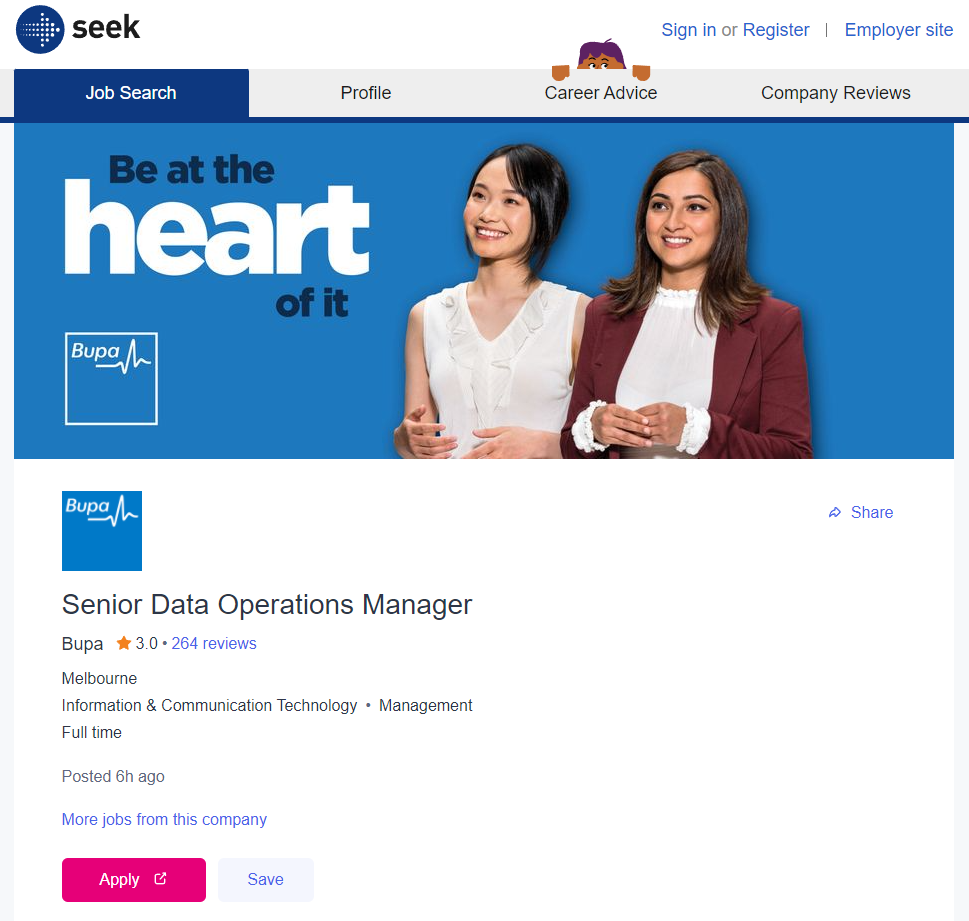 seek
Sign in or Register | Employer site
Job Search
Profile
Career Advice
Company Reviews
Be at the
heart
of it
Bupa
Bupa
Share
Senior Data Operations Manager
Bupa 3.0 • 264 reviews
Melbourne
Information & Communication Technology • Management
Full time
Posted 6h ago
More jobs from this company
Apply
Save